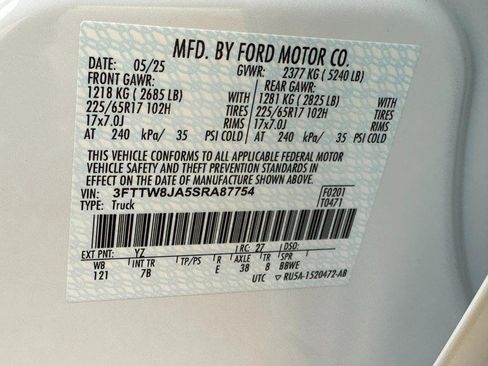 MFD. BY FORD MOTOR CO.
DATE: 05/25 GVWR: 2377 KG ( 5240 LB)
FRONT GAWR: REAR GAWR:
1218 KG ( 2685 LB) WITH 1281 KG ( 2825 LB) WITH
225/65R17 102H TIRES 225/65R17 102H TIRES
17x7.0J RIMS 17x7.0J RIMS
AT 240 kPa/ 35 PSI COLD AT 240 kPa/ 35 PSI COLD
THIS VEHICLE CONFORMS TO ALL APPLICABLE FEDERAL MOTOR
VEHICLE SAFETY AND THEFT PREVENTION STANDARDS IN
EFFECT ON THE DATE OF MANUFACTURE SHOWN ABOVE.
VIN: 3FTTW8JA5SRA87754 F0201
TYPE: Truck T0471
EXT PNT: YZ RC: 27 DSO:
WB INT TR TP/PS R AXLE TR SPR
121 7B E 38 8 BBWE
UTC ▽ RU5A-1520472-AB